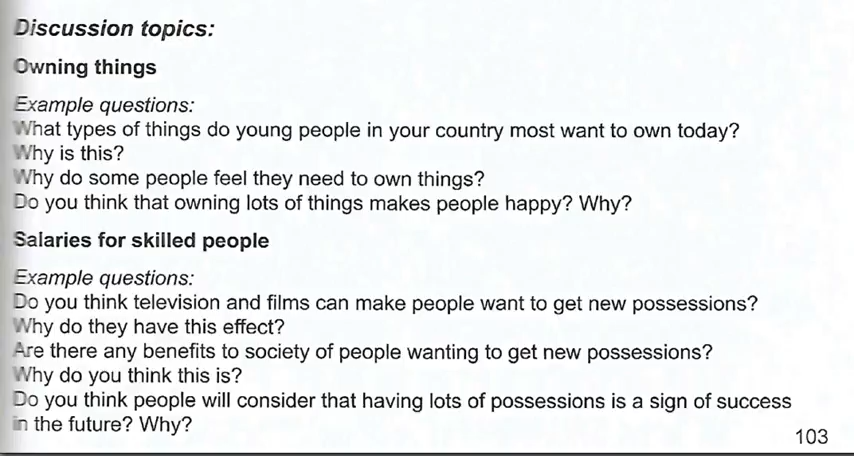 Discussion topics:
Owning things
Example questions:
What types of things do young people in your country most want to own today?
Why is this?
Why do some people feel they need to own things?
Do you think that owning lots of things makes people happy? Why?
Salaries for skilled people
Example questions:
Do you think television and films can make people want to get new possessions?
Why do they have this effect?
Are there any benefits to society of people wanting to get new possessions?
Why do you think this is?
Do you think people will consider that having lots of possessions is a sign of success
in the future? Why?
103